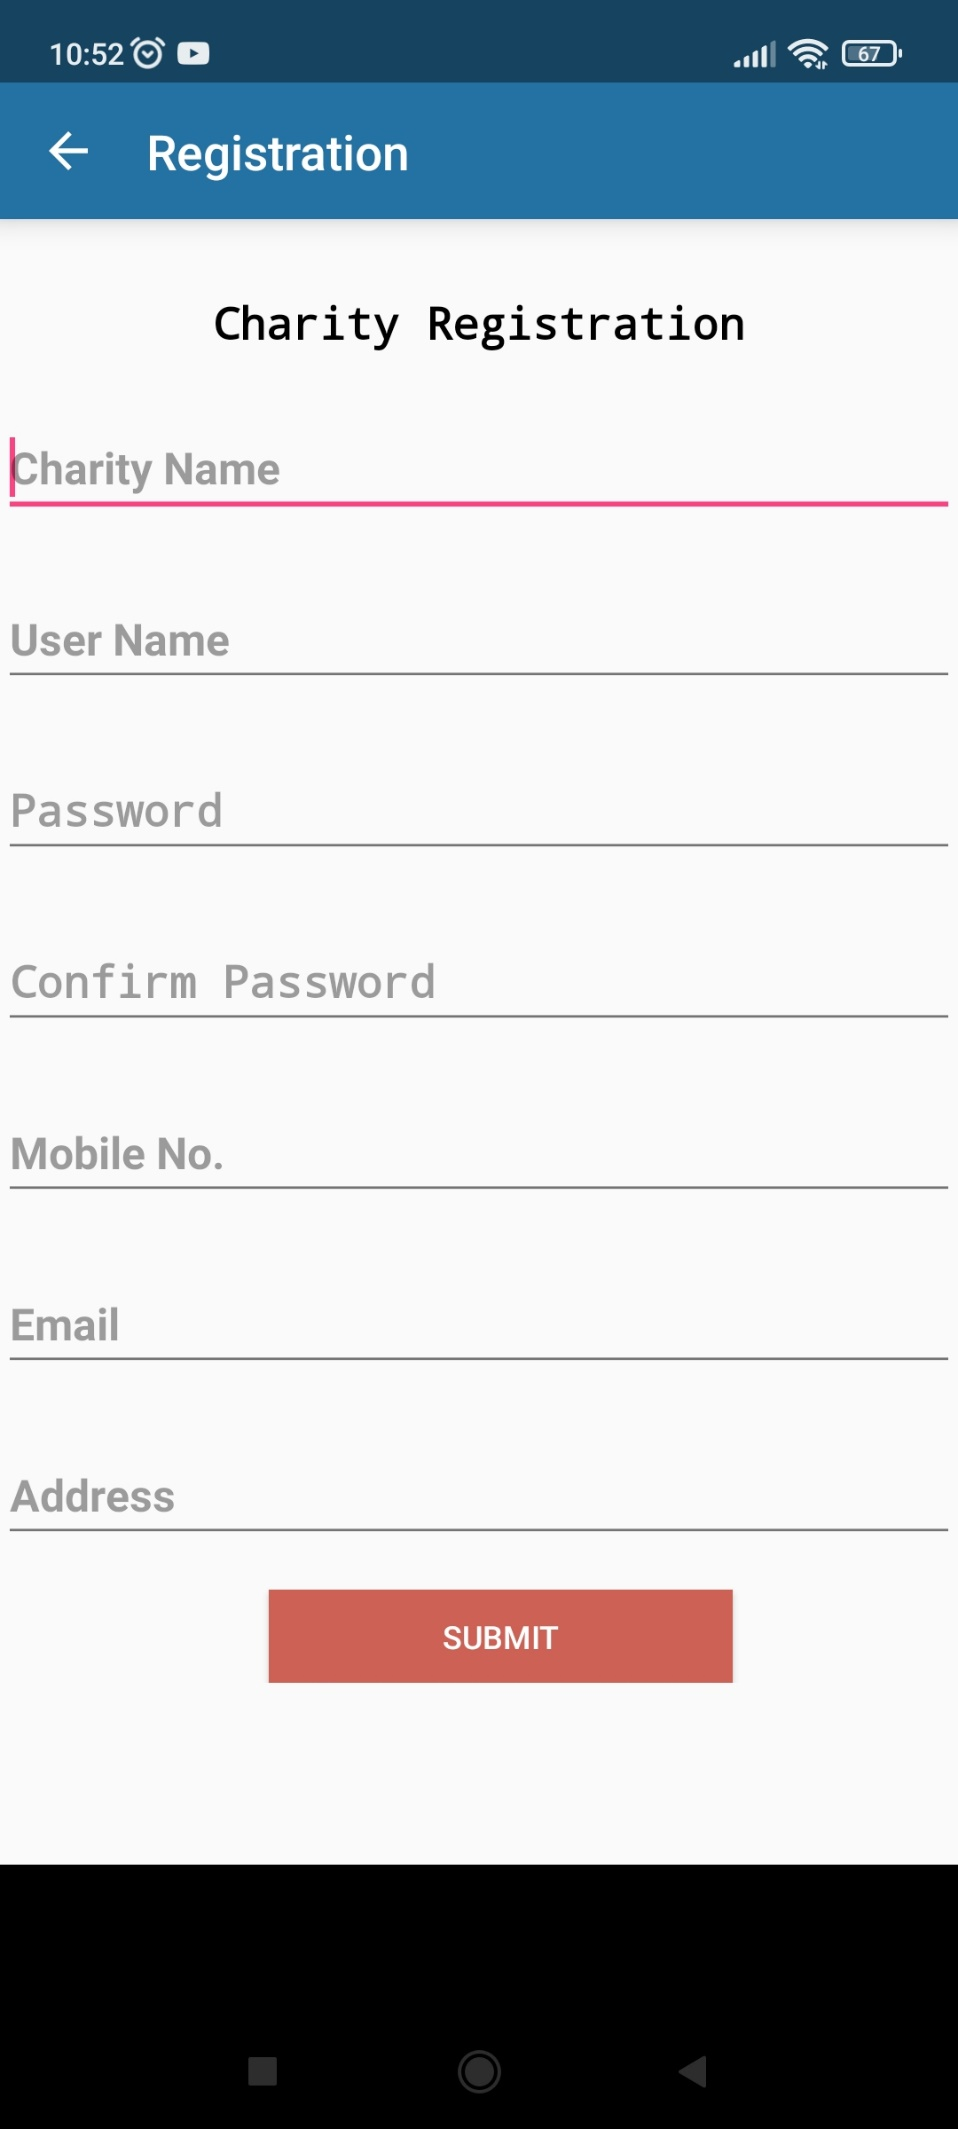 10:52
67
Registration
Charity Registration
Charity Name
User Name
Password
Confirm Password
Mobile No.
Email
Address
SUBMIT